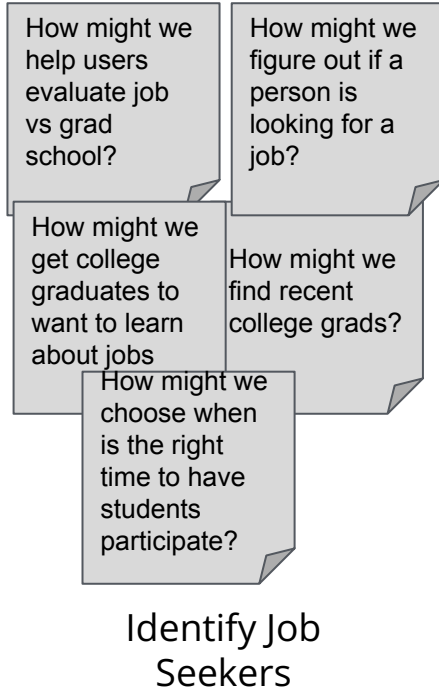 How might we
help users
evaluate job
vs grad
school?
How might we
figure out if a
person is
looking for a
job?
How might we
get college
graduates to
want to learn
about jobs
How might we
find recent
college grads?
How might we
choose when
is the right
time to have
students
participate?
Identify Job
Seekers